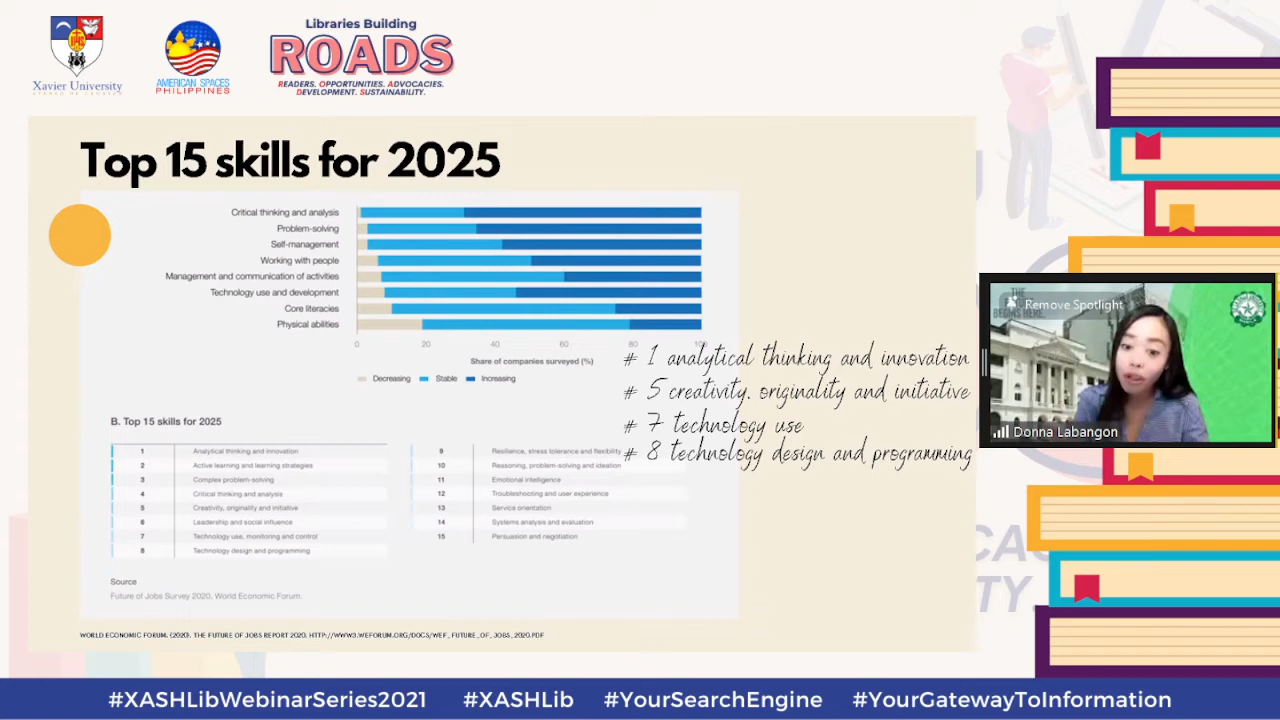 Xavier University
ATENEO DE CAGAYAN
AMERICAN SPACES
PHILIPPINES
Libraries Building
ROADS
READERS. OPPORTUNITIES. ADVOCACIES.
DEVELOPMENT. SUSTAINABILITY.
Top 15 skills for 2025
Critical thinking and analysis
Problem-solving
Self-management
Working with people
Management and communication of activities
Technology use and development
Core literacies
Physical abilities
0 20 40 60 80 100
Share of companies surveyed (%)
Decreasing Stable Increasing
# 1 analytical thinking and innovation
# 5 creativity. originality and initiative
# 7 technology use
# 8 technology design and programming
B. Top 15 skills for 2025
1 Analytical thinking and innovation
2 Active learning and learning strategies
3 Complex problem-solving
4 Critical thinking and analysis
5 Creativity, originality and initiative
6 Leadership and social influence
7 Technology use, monitoring and control
8 Technology design and programming
9 Resilience, stress tolerance and flexibility
10 Reasoning, problem-solving and ideation
11 Emotional intelligence
12 Troubleshooting and user experience
13 Service orientation
14 Systems analysis and evaluation
15 Persuasion and negotiation
Source
Future of Jobs Survey 2020, World Economic Forum.
WORLD ECONOMIC FORUM. (2020). THE FUTURE OF JOBS REPORT 2020. HTTP://WWW3.WEFORUM.ORG/DOCS/WEF_FUTURE_OF_JOBS_2020.PDF
Remove Spotlight
BEGINS HERE.
Donna Labangon
#XASHLibWebinarSeries2021 #XASHLib #YourSearchEngine #YourGatewayToInformation